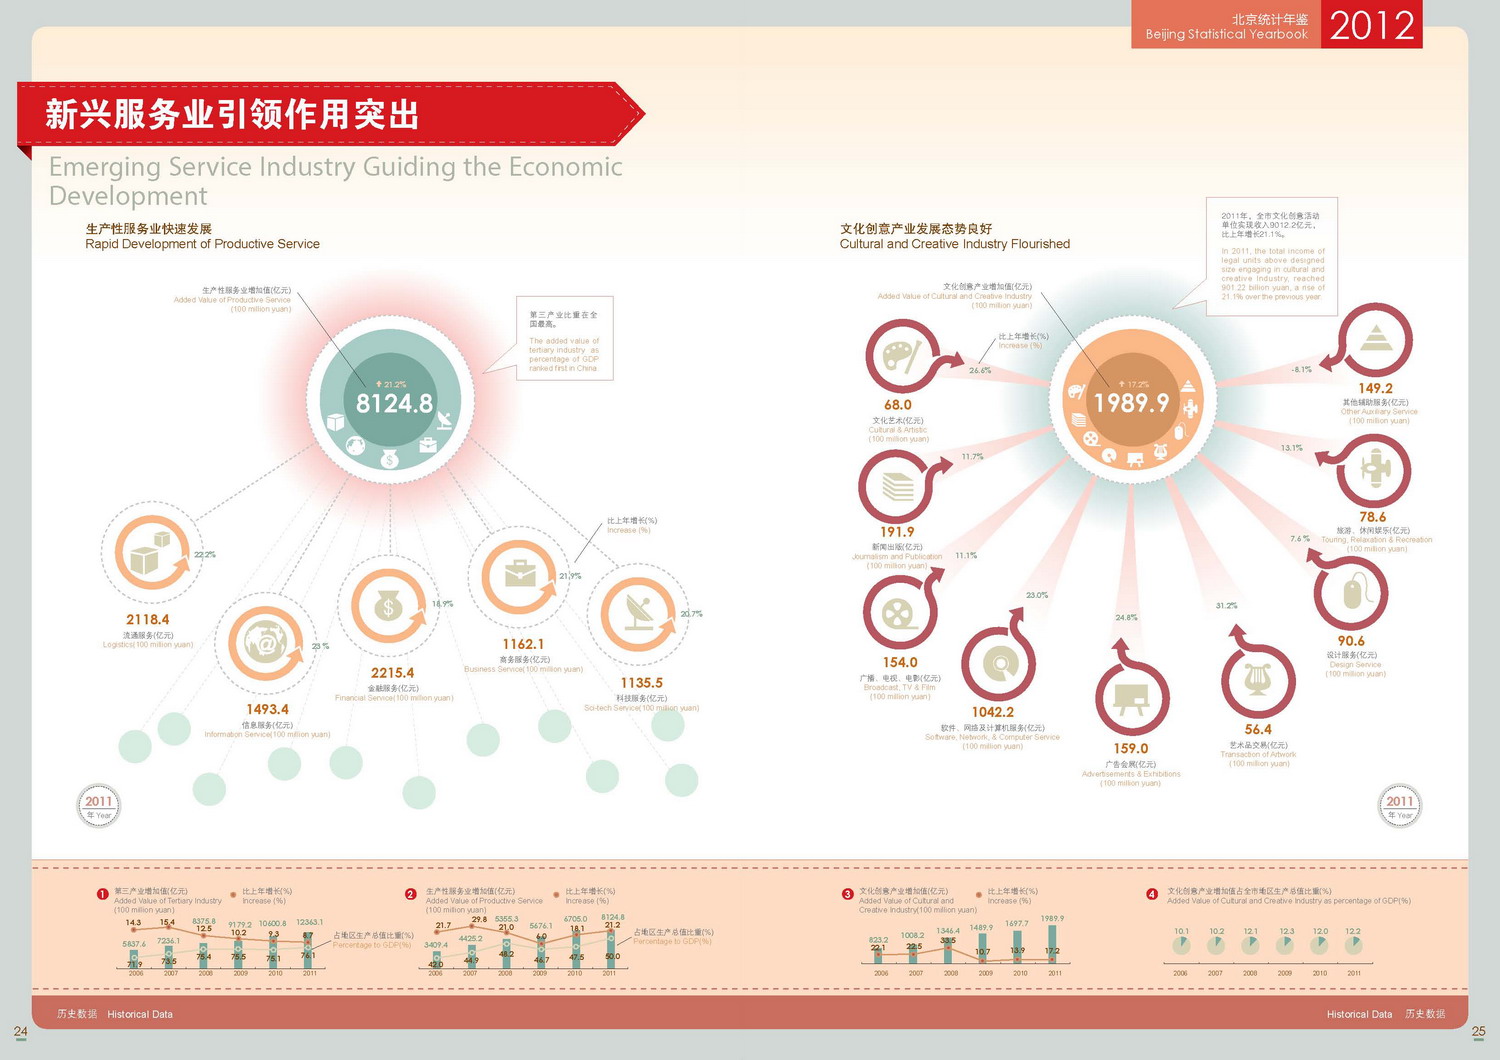 北京统计年鉴
Beijing Statistical Yearbook
2012
新兴服务业引领作用突出
Emerging Service Industry Guiding the Economic
Development
生产性服务业快速发展
Rapid Development of Productive Service
生产性服务业增加值(亿元)
Added Value of Productive Service
(100 million yuan)
第三产业比重在全
国最高。
The added value of
tertiary industry as
percentage of GDP
ranked first in China
21.2%
8124.8
比上年增长(%)
Increase (%)
22.2%
2118.4
流通服务(亿元)
Logistics(100 million yuan)
23 %
1493.4
信息服务(亿元)
Information Service(100 million yuan)
18.9%
2215.4
金融服务(亿元)
Financial Service(100 million yuan)
21.9%
1162.1
商务服务(亿元)
Business Service(100 million yuan)
20.7%
1135.5
科技服务(亿元)
Sci-tech Service(100 million yuan)
2011
年 Year
文化创意产业发展态势良好
Cultural and Creative Industry Flourished
2011年，全市文化创意活动
单位实现收入9012.2亿元，
比上年增长21.1%。
In 2011, the total income of
legal units above designed
size engaging in cultural and
creative industry, reached
901.22 billion yuan, a rise of
21.1% over the previous year
文化创意产业增加值(亿元)
Added Value of Cultural and Creative Industry
(100 million yuan)
比上年增长(%)
Increase (%)
17.2%
1989.9
26.6%
68.0
文化艺术(亿元)
Cultural & Artistic
(100 million yuan)
11.7%
191.9
新闻出版(亿元)
Journalism and Publication
(100 million yuan)
11.1%
154.0
广播、电视、电影(亿元)
Broadcast, TV & Film
(100 million yuan)
23.0%
1042.2
软件、网络及计算机服务(亿元)
Software, Network, & Computer Service
(100 million yuan)
24.8%
159.0
广告会展(亿元)
Advertisements & Exhibitions
(100 million yuan)
31.2%
56.4
艺术品交易(亿元)
Transaction of Artwork
(100 million yuan)
7.6 %
90.6
设计服务(亿元)
Design Service
(100 million yuan)
13.1%
78.6
旅游、休闲娱乐(亿元)
Touring, Relaxation & Recreation
(100 million yuan)
-8.1%
149.2
其他辅助服务(亿元)
Other Auxiliary Service
(100 million yuan)
2011
年 Year
1
第三产业增加值(亿元)
Added Value of Tertiary Industry
(100 million yuan)
比上年增长(%)
Increase (%)
14.3 15.4 12.5 10.2 9.3 8.7
5837.6 7236.1 8375.8 9179.2 10600.8 12363.1
71.9 73.5 75.4 75.5 75.1 76.1
2006 2007 2008 2009 2010 2011
占地区生产总值比重(%)
Percentage to GDP(%)
2
生产性服务业增加值(亿元)
Added Value of Productive Service
(100 million yuan)
比上年增长(%)
Increase (%)
21.7 29.8 21.0 6.0 18.1 21.2
3409.4 4425.2 5355.3 5676.1 6705.0 8124.8
42.0 44.9 48.2 46.7 47.5 50.0
2006 2007 2008 2009 2010 2011
占地区生产总值比重(%)
Percentage to GDP(%)
3
文化创意产业增加值(亿元)
Added Value of Cultural and
Creative Industry(100 million yuan)
比上年增长(%)
Increase (%)
823.2 1008.2 1346.4 1489.9 1697.7 1989.9
22.1 22.5 33.5 10.7 13.9 17.2
2006 2007 2008 2009 2010 2011
4
文化创意产业增加值占全市地区生产总值比重(%)
Added Value of Cultural and Creative Industry as percentage of GDP(%)
10.1 10.2 12.1 12.3 12.0 12.2
2006 2007 2008 2009 2010 2011
历史数据 Historical Data
Historical Data 历史数据
24
25